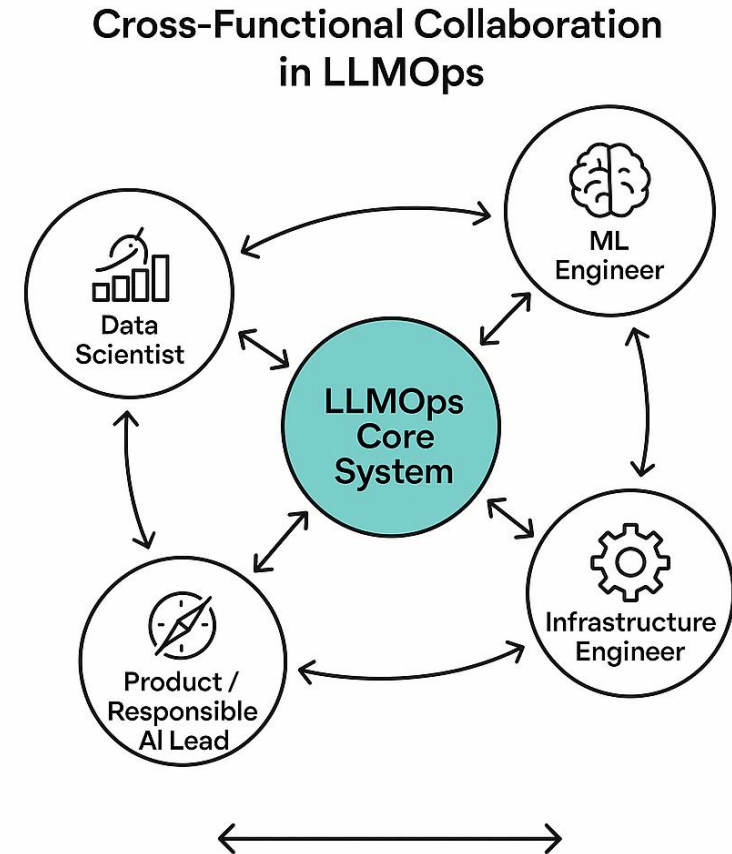 Cross-Functional Collaboration
in LLMOps
ML
Engineer
Data
Scientist
LLMOps
Core
System
Infrastructure
Engineer
Product /
Responsible
AI Lead